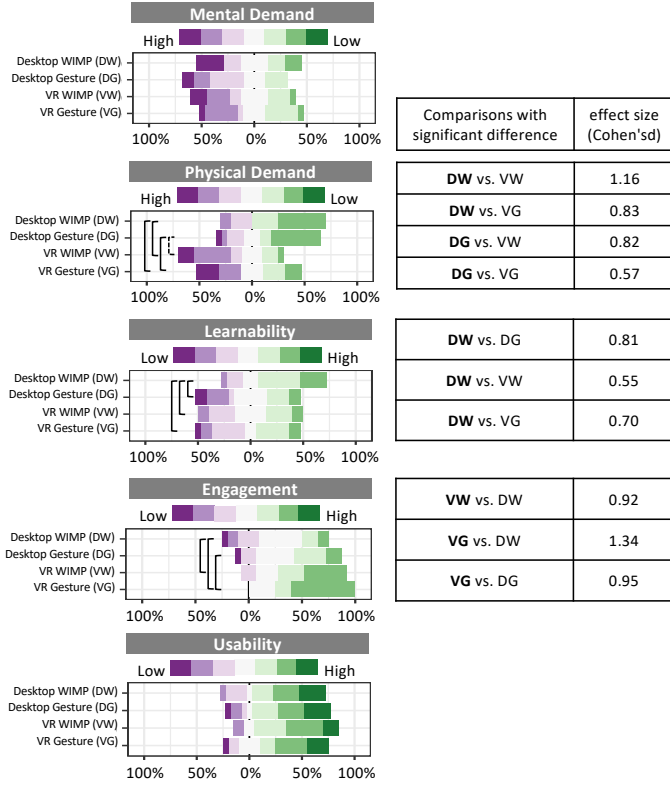 Mental Demand
High Low
Desktop WIMP (DW)
Desktop Gesture (DG)
VR WIMP (VW)
VR Gesture (VG)
100% 50% 0% 50% 100%
Comparisons with significant difference
effect size (Cohen'sd)
Physical Demand
High Low
Desktop WIMP (DW)
Desktop Gesture (DG)
VR WIMP (VW)
VR Gesture (VG)
100% 50% 0% 50% 100%
DW vs. VW 1.16
DW vs. VG 0.83
DG vs. VW 0.82
DG vs. VG 0.57
Learnability
Low High
Desktop WIMP (DW)
Desktop Gesture (DG)
VR WIMP (VW)
VR Gesture (VG)
100% 50% 0% 50% 100%
DW vs. DG 0.81
DW vs. VW 0.55
DW vs. VG 0.70
Engagement
Low High
Desktop WIMP (DW)
Desktop Gesture (DG)
VR WIMP (VW)
VR Gesture (VG)
100% 50% 0% 50% 100%
VW vs. DW 0.92
VG vs. DW 1.34
VG vs. DG 0.95
Usability
Low High
Desktop WIMP (DW)
Desktop Gesture (DG)
VR WIMP (VW)
VR Gesture (VG)
100% 50% 0% 50% 100%